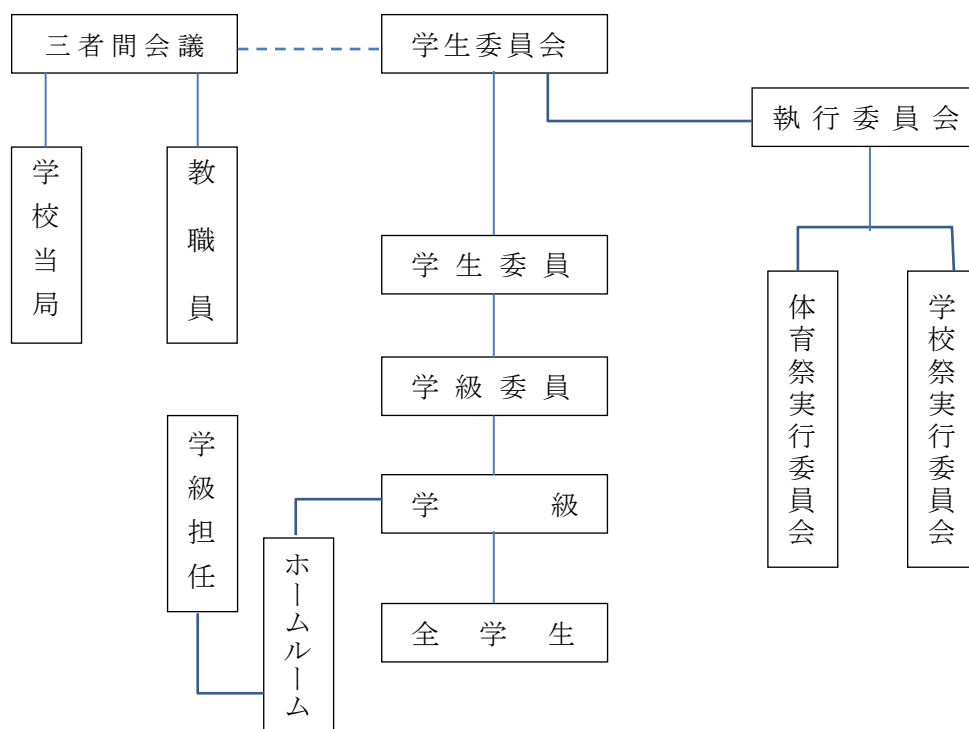 三者間会議
学生委員会
執行委員会
学校当局
教職員
学生委員
体育祭実行委員会
学校祭実行委員会
学級委員
学級担任
学級
ホームルーム
全学生